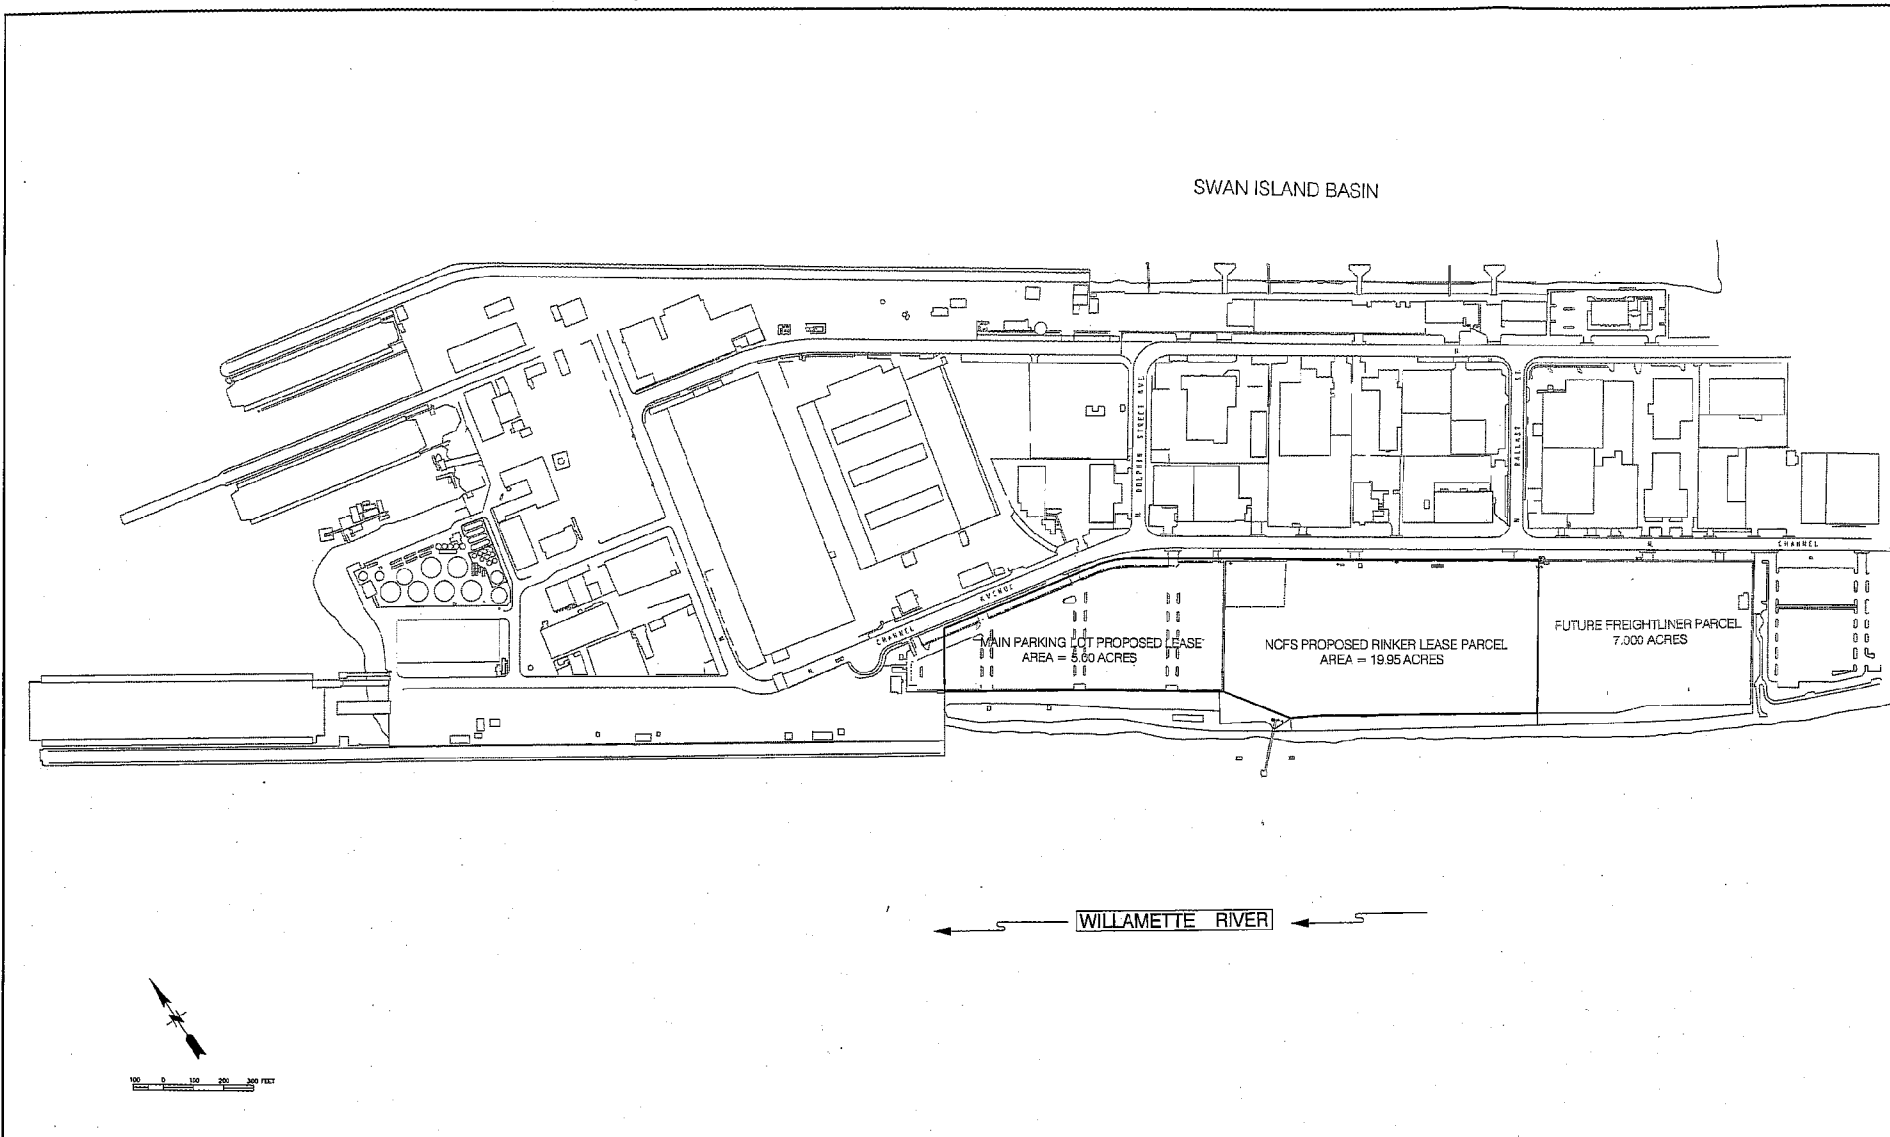 SWAN ISLAND BASIN
N
N. DOLPHIN STREET AVE.
N. BALLAST ST.
N. CHANNEL
N. CHANNEL AVENUE
MAIN PARKING LOT PROPOSED LEASE
AREA = 5.60 ACRES
NCFS PROPOSED RINKER LEASE PARCEL
AREA = 19.95 ACRES
FUTURE FREIGHTLINER PARCEL
7.000 ACRES
WILLAMETTE RIVER
N
100 0 100 200 300 FEET